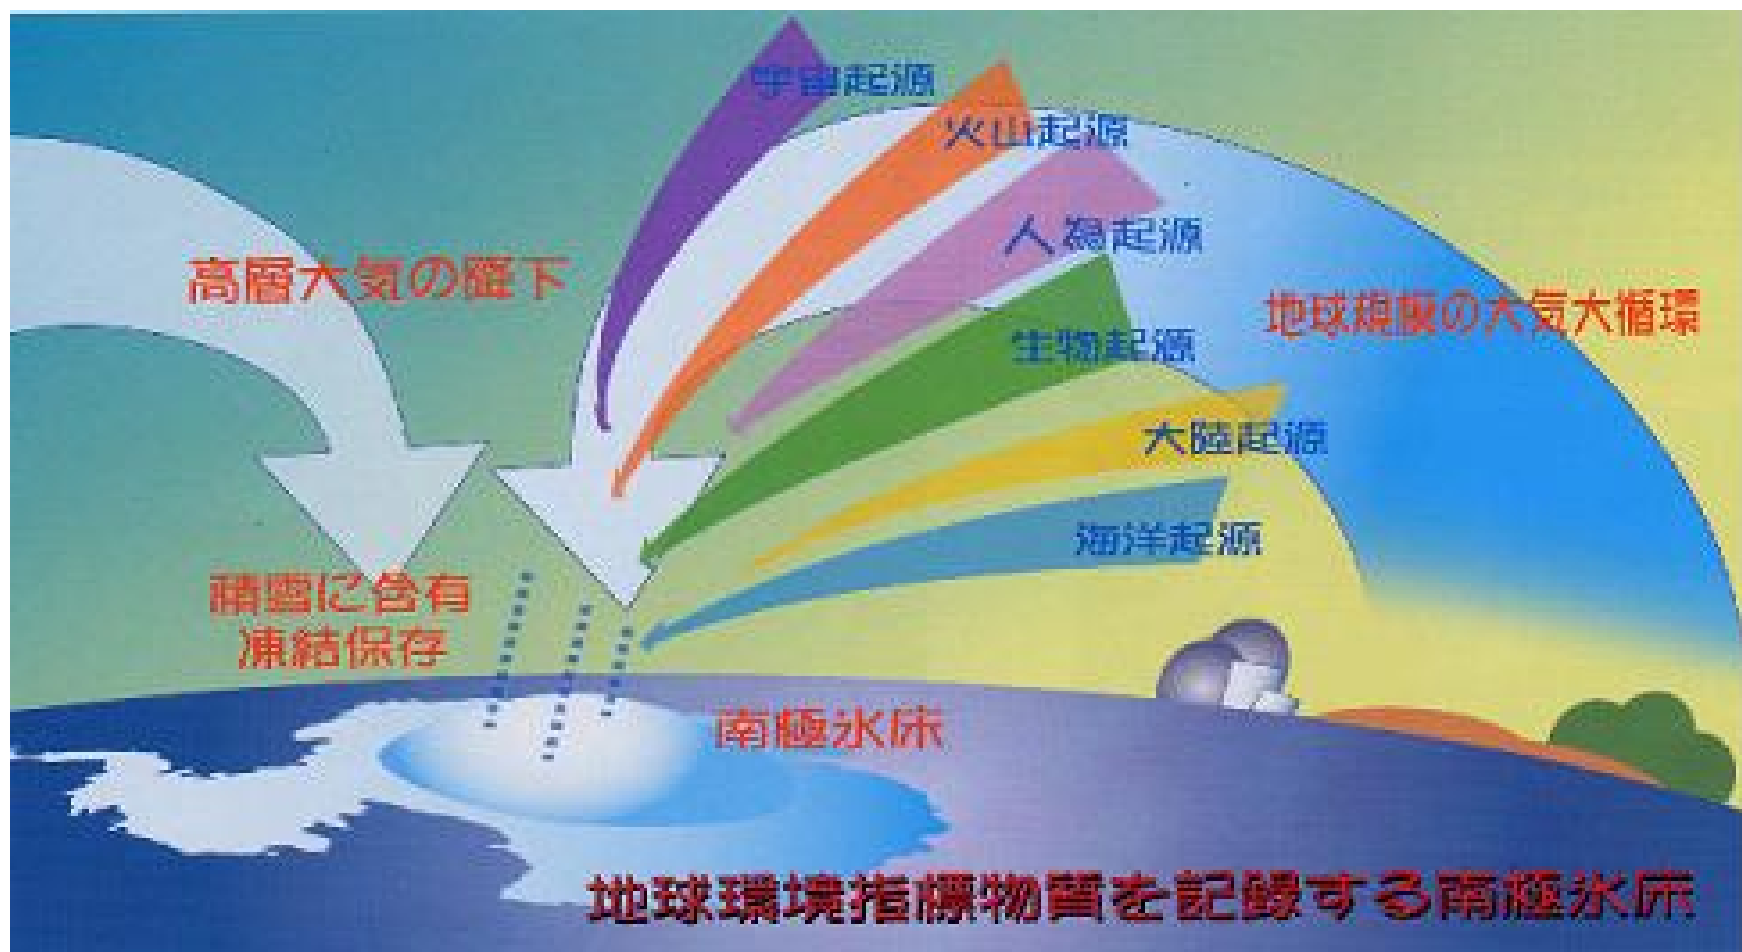 宇宙起源
火山起源
人為起源
高層大気の降下
地球規模の大気大循環
生物起源
大陸起源
海洋起源
積雪に含有
凍結保存
南極氷床
地球環境指標物質を記録する南極氷床